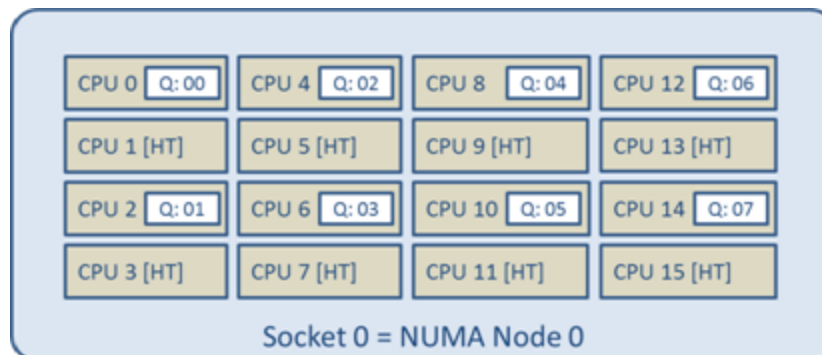 CPU 0 Q: 00 CPU 4 Q: 02 CPU 8 Q: 04 CPU 12 Q: 06
CPU 1 [HT] CPU 5 [HT] CPU 9 [HT] CPU 13 [HT]
CPU 2 Q: 01 CPU 6 Q: 03 CPU 10 Q: 05 CPU 14 Q: 07
CPU 3 [HT] CPU 7 [HT] CPU 11 [HT] CPU 15 [HT]
Socket 0 = NUMA Node 0